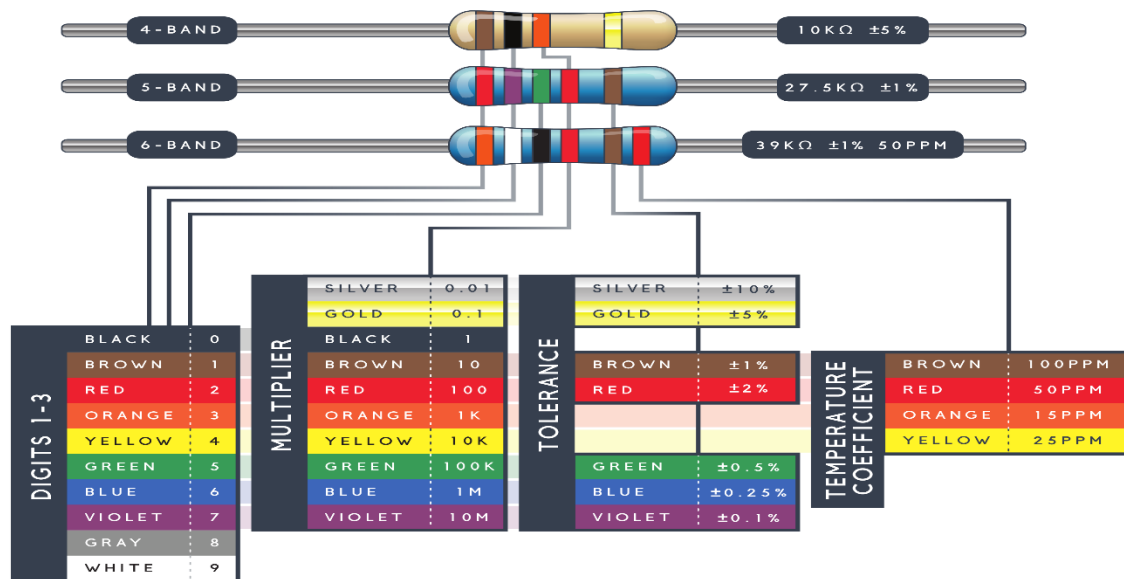 4-BAND
10KΩ ±5%
5-BAND
27.5KΩ ±1%
6-BAND
39KΩ ±1% 50PPM
DIGITS 1-3
BLACK 0
BROWN 1
RED 2
ORANGE 3
YELLOW 4
GREEN 5
BLUE 6
VIOLET 7
GRAY 8
WHITE 9
MULTIPLIER
SILVER 0.01
GOLD 0.1
BLACK 1
BROWN 10
RED 100
ORANGE 1K
YELLOW 10K
GREEN 100K
BLUE 1M
VIOLET 10M
TOLERANCE
SILVER ±10%
GOLD ±5%
BROWN ±1%
RED ±2%
GREEN ±0.5%
BLUE ±0.25%
VIOLET ±0.1%
TEMPERATURE
COEFFICIENT
BROWN 100PPM
RED 50PPM
ORANGE 15PPM
YELLOW 25PPM